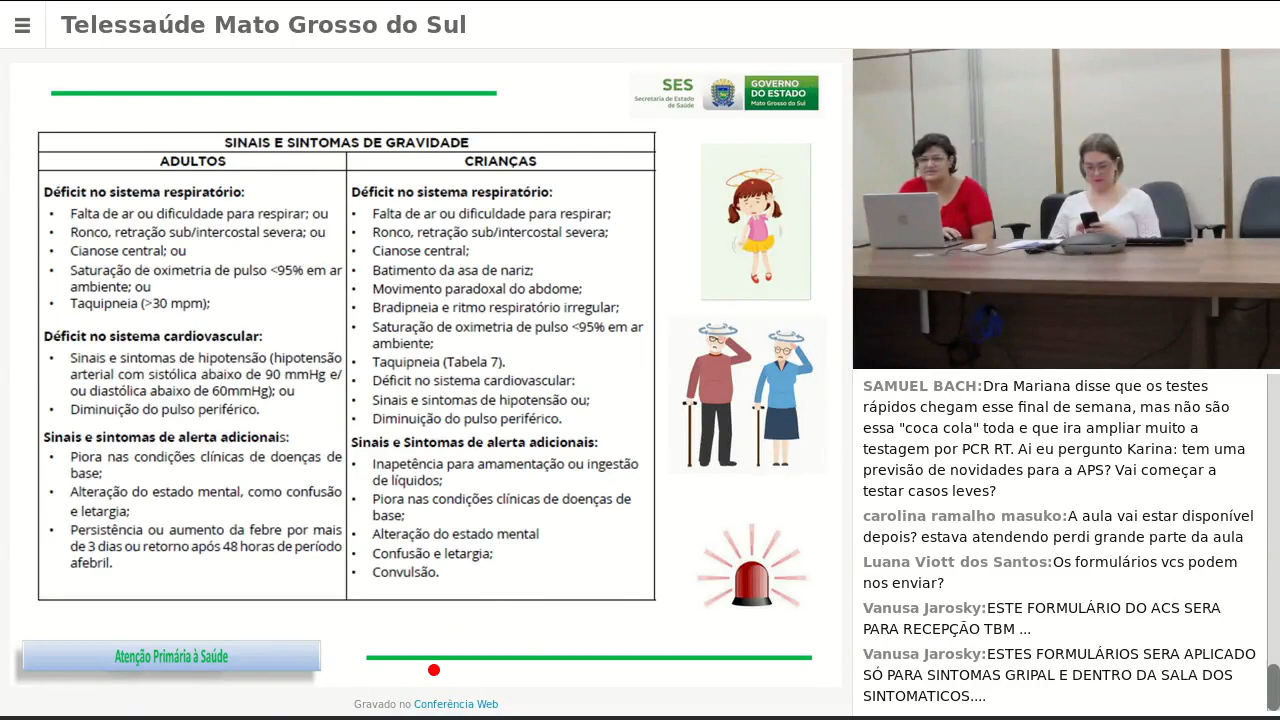 Telessaúde Mato Grosso do Sul
SES
Secretaria de Estado
de Saúde
GOVERNO
DO ESTADO
Mato Grosso do Sul
SINAIS E SINTOMAS DE GRAVIDADE
ADULTOS
Déficit no sistema respiratório:
• Falta de ar ou dificuldade para respirar; ou
• Ronco, retração sub/intercostal severa; ou
• Cianose central; ou
• Saturação de oximetria de pulso <95% em ar
ambiente; ou
• Taquipneia (>30 mpm);
Déficit no sistema cardiovascular:
• Sinais e sintomas de hipotensão (hipotensão
arterial com sistólica abaixo de 90 mmHg e/
ou diastólica abaixo de 60mmHg); ou
• Diminuição do pulso periférico.
Sinais e sintomas de alerta adicionais:
• Piora nas condições clínicas de doenças de
base;
• Alteração do estado mental, como confusão
e letargia;
• Persistência ou aumento da febre por mais
de 3 dias ou retorno após 48 horas de período
afebril.
CRIANÇAS
Déficit no sistema respiratório:
• Falta de ar ou dificuldade para respirar;
• Ronco, retração sub/intercostal severa;
• Cianose central;
• Batimento da asa de nariz;
• Movimento paradoxal do abdome;
• Bradipneia e ritmo respiratório irregular;
• Saturação de oximetria de pulso <95% em ar
ambiente;
• Taquipneia (Tabela 7).
• Déficit no sistema cardiovascular:
• Sinais e sintomas de hipotensão ou;
• Diminuição do pulso periférico.
Sinais e Sintomas de alerta adicionais:
• Inapetência para amamentação ou ingestão
de líquidos;
• Piora nas condições clínicas de doenças de
base;
• Alteração do estado mental
• Confusão e letargia;
• Convulsão.
Atenção Primária à Saúde
Gravado no Conferência Web
SAMUEL BACH:Dra Mariana disse que os testes
rápidos chegam esse final de semana, mas não são
essa "coca cola" toda e que ira ampliar muito a
testagem por PCR RT. Ai eu pergunto Karina: tem uma
previsão de novidades para a APS? Vai começar a
testar casos leves?
carolina ramalho masuko:A aula vai estar disponível
depois? estava atendendo perdi grande parte da aula
Luana Viott dos Santos:Os formulários vcs podem
nos enviar?
Vanusa Jarosky:ESTE FORMULÁRIO DO ACS SERA
PARA RECEPÇÃO TBM ...
Vanusa Jarosky:ESTES FORMULÁRIOS SERA APLICADO
SÓ PARA SINTOMAS GRIPAL E DENTRO DA SALA DOS
SINTOMATICOS....